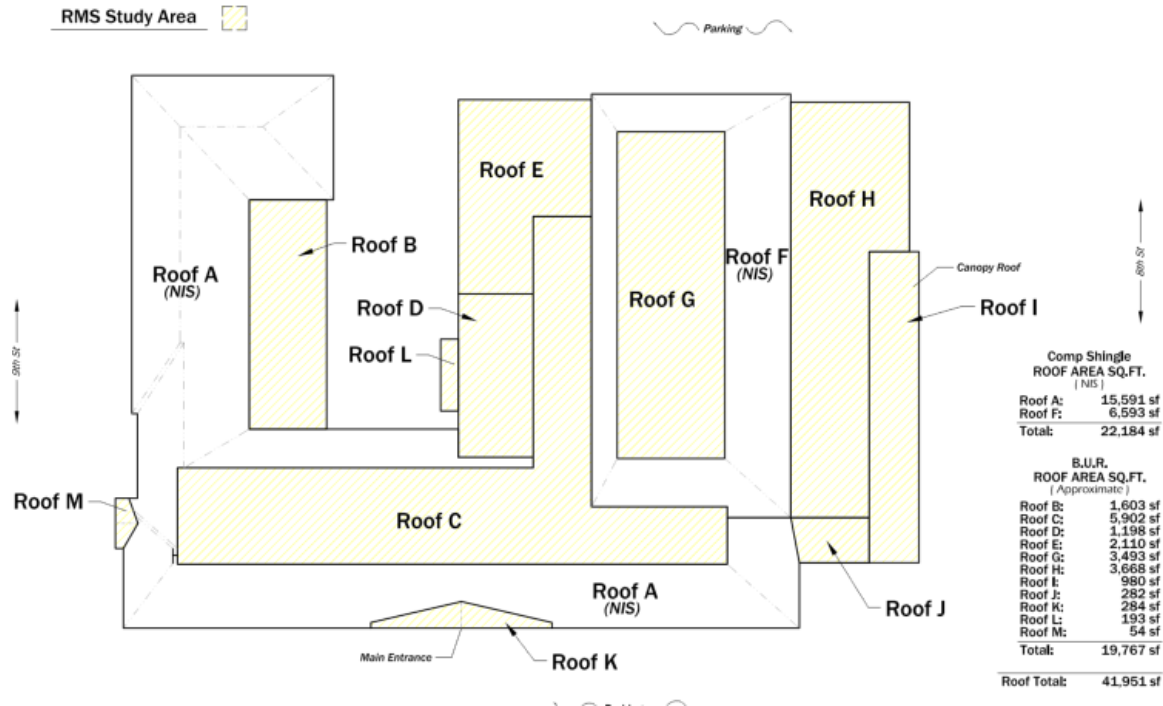 RMS Study Area
Parking
Roof E
Roof H
Roof B
Roof A
(NIS)
Roof F
(NIS)
Canopy Roof
8th St
Roof G
Roof D
Roof I
Roof L
9th St
Comp Shingle
ROOF AREA SQ.FT.
( NIS )
Roof A: 15,591 sf
Roof F: 6,593 sf
Total: 22,184 sf
B.U.R.
ROOF AREA SQ.FT.
( Approximate )
Roof B: 1,603 sf
Roof C: 5,902 sf
Roof D: 1,198 sf
Roof E: 2,110 sf
Roof G: 3,493 sf
Roof H: 3,668 sf
Roof I: 980 sf
Roof J: 282 sf
Roof K: 284 sf
Roof L: 193 sf
Roof M: 54 sf
Total: 19,767 sf
Roof Total: 41,951 sf
Roof M
Roof C
Roof A
(NIS)
Roof J
Main Entrance
Roof K